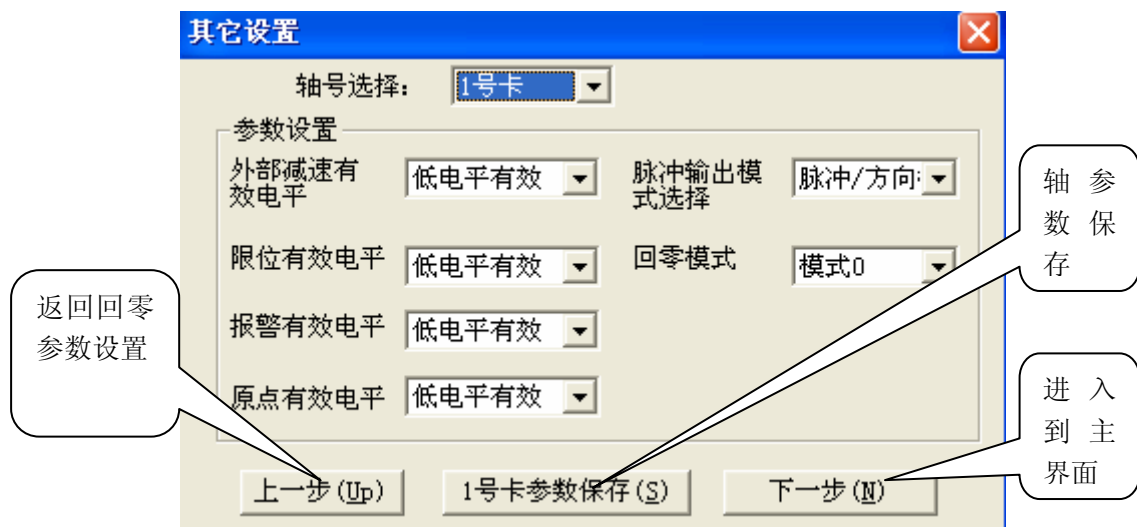 其它设置
轴号选择:
1号卡
参数设置
外部减速有
效电平
低电平有效
脉冲输出模
式选择
脉冲/方向
限位有效电平
低电平有效
回零模式
模式0
报警有效电平
低电平有效
原点有效电平
低电平有效
上一步(Up)
1号卡参数保存(S)
下一步(N)
返回回零
参数设置
轴参
数保
存
进入
到主
界面